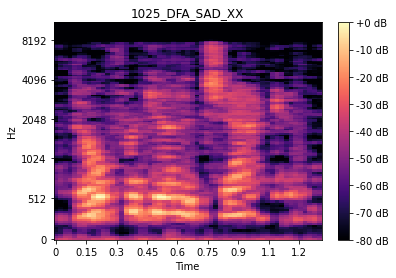 1025_DFA_SAD_XX
+0 dB
8192
-10 dB
4096
-20 dB
-30 dB
2048
Hz
-40 dB
1024
-50 dB
512
-60 dB
-70 dB
0
-80 dB
0 0.15 0.3 0.45 0.6 0.75 0.9 1.1 1.2
Time